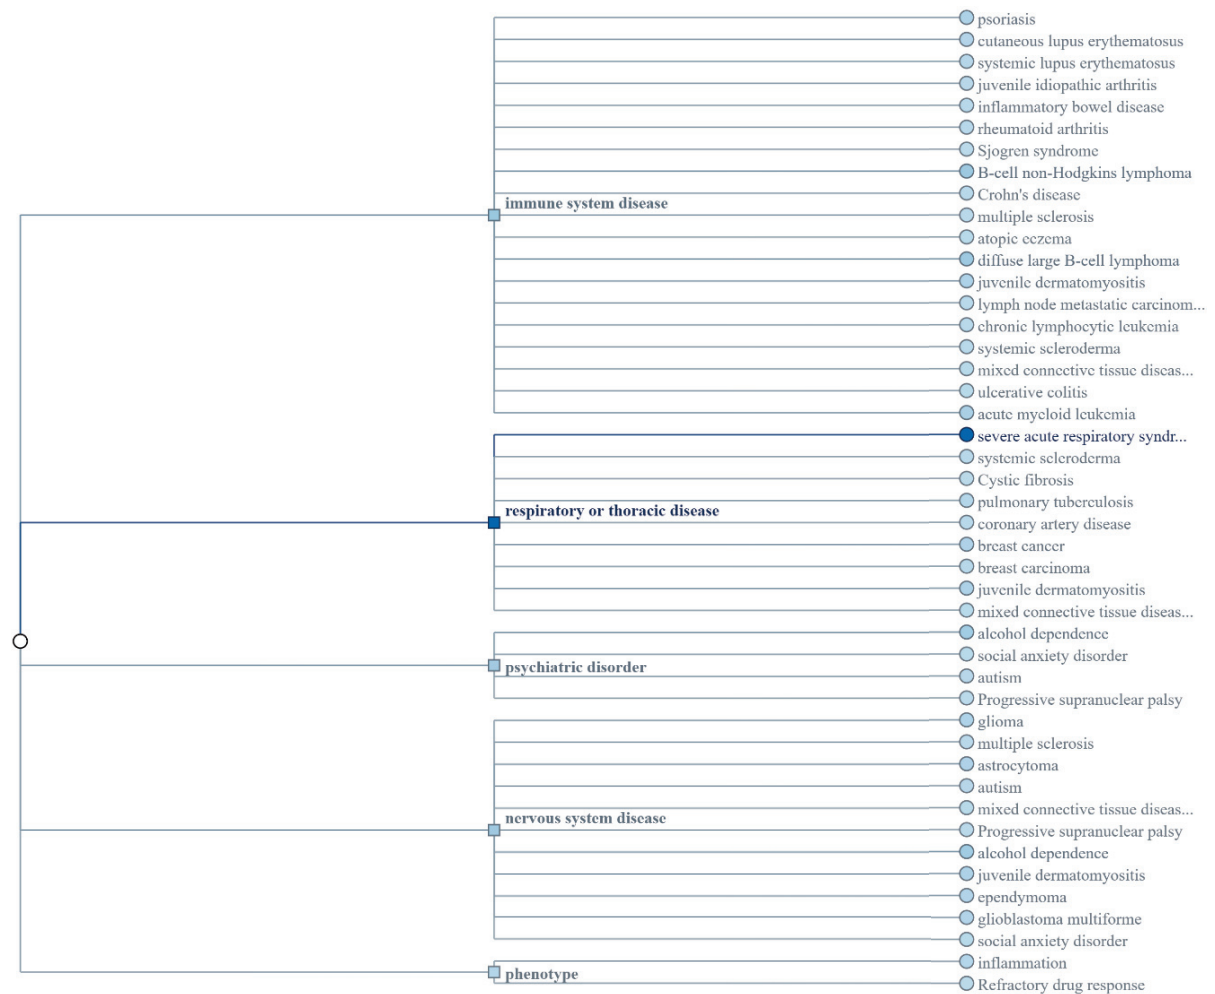 psoriasis
cutaneous lupus erythematosus
systemic lupus erythematosus
juvenile idiopathic arthritis
inflammatory bowel disease
rheumatoid arthritis
Sjogren syndrome
B-cell non-Hodgkins lymphoma
Crohn's disease
immune system disease
multiple sclerosis
atopic eczema
diffuse large B-cell lymphoma
juvenile dermatomyositis
lymph node metastatic carcinom...
chronic lymphocytic leukemia
systemic scleroderma
mixed connective tissue diseas...
ulcerative colitis
acute myeloid leukemia
severe acute respiratory syndr...
systemic scleroderma
Cystic fibrosis
pulmonary tuberculosis
respiratory or thoracic disease
coronary artery disease
breast cancer
breast carcinoma
juvenile dermatomyositis
mixed connective tissue diseas...
alcohol dependence
social anxiety disorder
psychiatric disorder
autism
Progressive supranuclear palsy
glioma
multiple sclerosis
astrocytoma
autism
mixed connective tissue diseas...
nervous system disease
Progressive supranuclear palsy
alcohol dependence
juvenile dermatomyositis
ependymoma
glioblastoma multiforme
social anxiety disorder
inflammation
phenotype
Refractory drug response